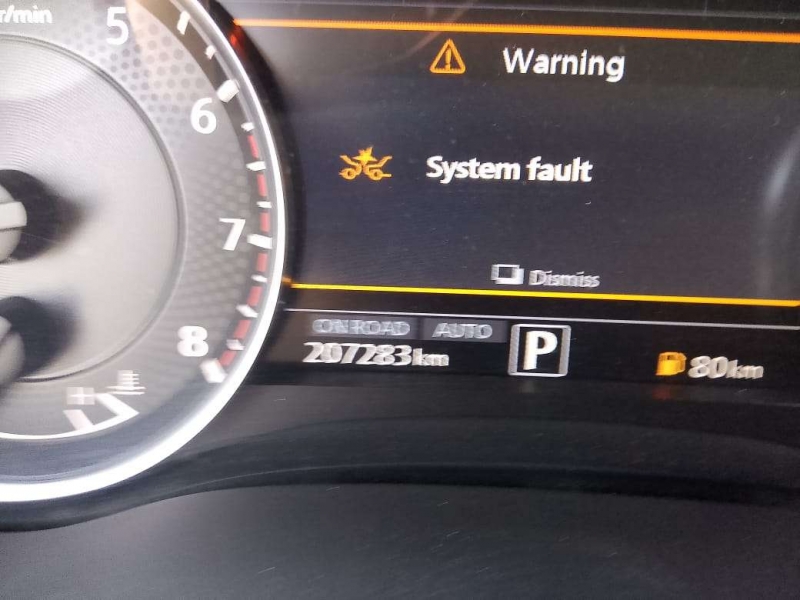 r/min
5
Warning
6
System fault
7
Dismiss
ON ROAD AUTO
207283km
P
80km
8